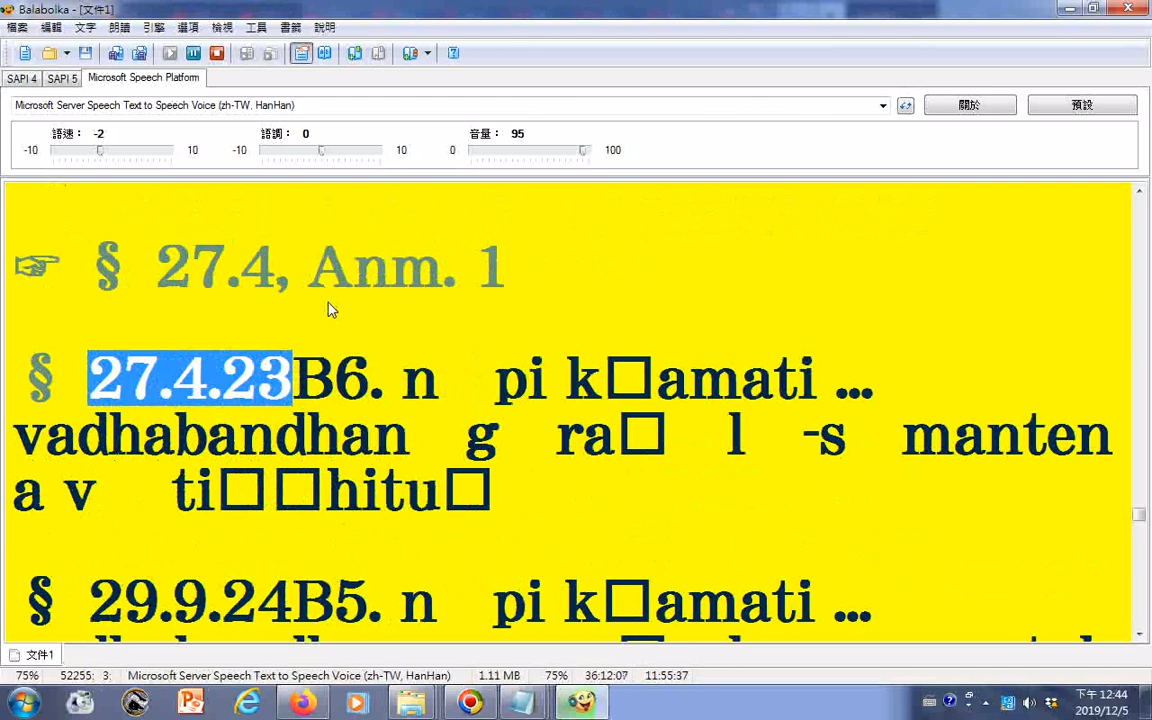 Balabolka - [文件1]
檔案 編輯 文字 朗讀 引擎 選項 檢視 工具 書籤 說明
SAPI 4 SAPI 5 Microsoft Speech Platform
Microsoft Server Speech Text to Speech Voice (zh-TW, HanHan) 關於 預設
語速： -2 語調： 0 音量： 95
-10 10 -10 10 0 100
☞ § 27.4, Anm. 1
§ 27.4.23B6. n pi k□amati ...
vadhabandhan g ra□ l -s manten
a v ti□□hitu□
§ 29.9.24B5. n pi k□amati ...
文件1
75% 52255: 3: Microsoft Server Speech Text to Speech Voice (zh-TW, HanHan) 1.11 MB 75% 36:12:07 11:55:37
下午 12:44
2019/12/5